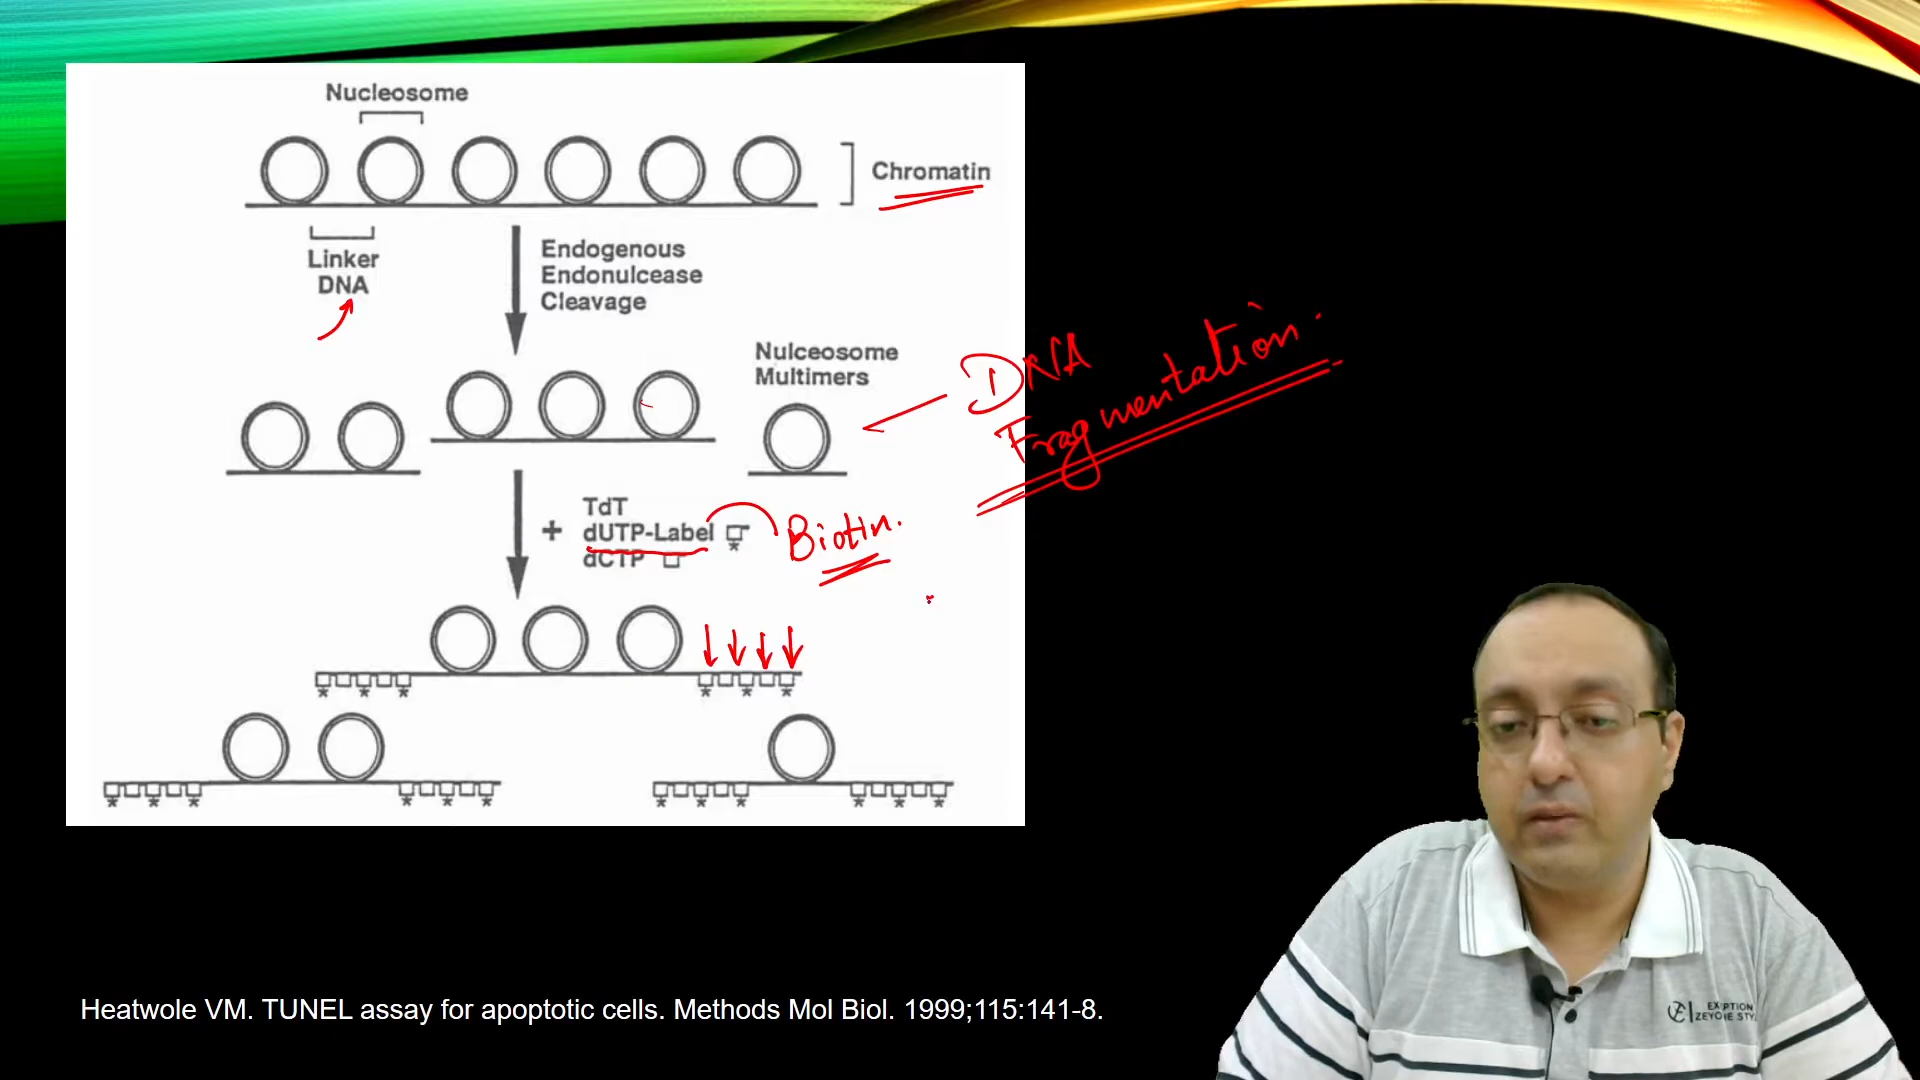 Nucleosome
Chromatin
Linker
DNA
Endogenous
Endonulcease
Cleavage
Nulceosome
Multimers
DNA
Fragmentation.
+
TdT
dUTP-Label
dCTP
Biotin.
* * * * * *
* * * * * *
* * * * * *
Heatwole VM. TUNEL assay for apoptotic cells. Methods Mol Biol. 1999;115:141-8.